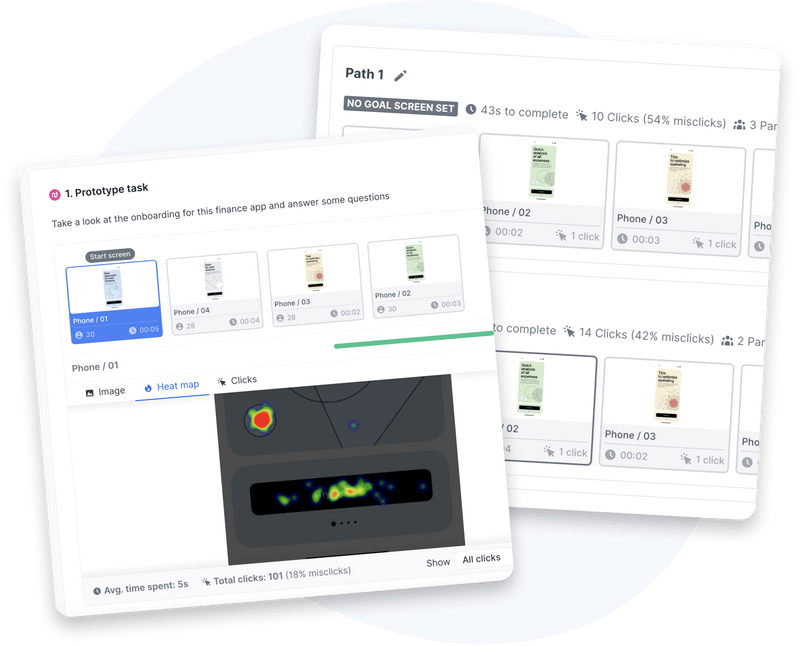 Path 1
NO GOAL SCREEN SET 43s to complete 10 Clicks (54% misclicks) 3 Par
Quick analysis of all expenses
Tips to optimize spending
Phone / 02
Phone / 03
Pho
00:02 1 click
00:03 1 click
to complete 14 Clicks (42% misclicks) 2 Par
Quick analysis of all expenses
Tips to optimize spending
/ 02
Phone / 03
Pho
1 click
00:02 1 click
1. Prototype task
Take a look at the onboarding for this finance app and answer some questions
Start screen
Phone / 01
30 00:05
Phone / 04
28 00:04
Phone / 03
28 00:02
Phone / 02
30 00:03
Phone / 01
Image
Heat map
Clicks
Avg. time spent: 5s
Total clicks: 101 (18% misclicks)
Show
All clicks